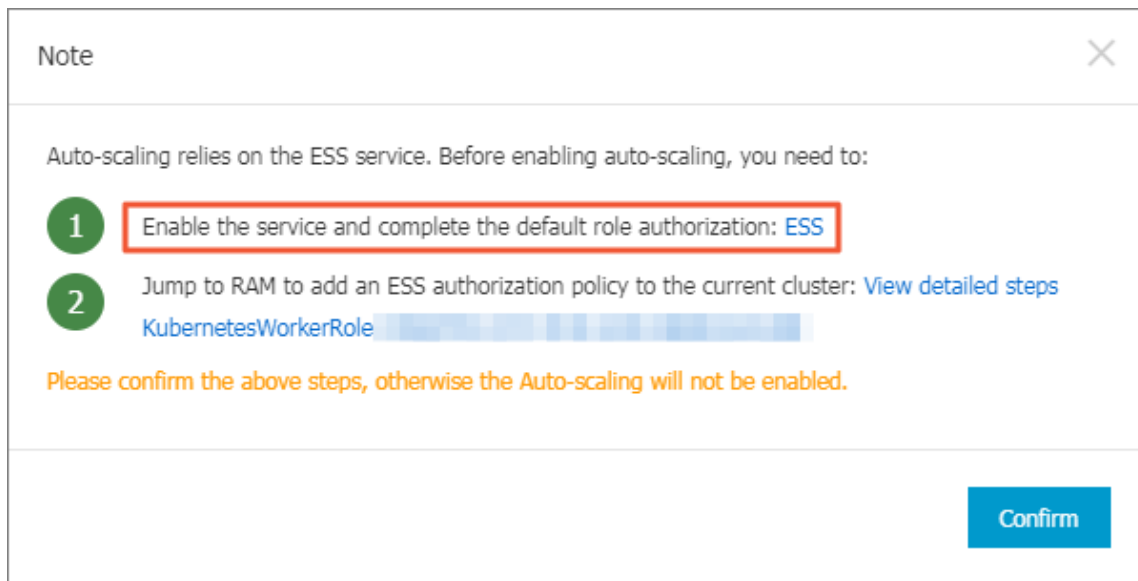 Note
Auto-scaling relies on the ESS service. Before enabling auto-scaling, you need to:
1 Enable the service and complete the default role authorization: ESS
2 Jump to RAM to add an ESS authorization policy to the current cluster: View detailed steps
KubernetesWorkerRole
Please confirm the above steps, otherwise the Auto-scaling will not be enabled.
Confirm